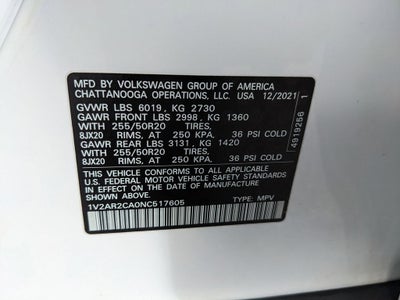 MFD BY VOLKSWAGEN GROUP OF AMERICA
CHATTANOOGA OPERATIONS, LLC. USA 12/2021
GVWR LBS 6019, KG 2730
GAWR FRONT LBS 2998, KG 1360
WITH 255/50R20 TIRES,
8JX20 RIMS, AT 250 KPA. 36 PSI COLD
GAWR REAR LBS 3131, KG 1420
WITH 255/50R20 TIRES,
8JX20 RIMS, AT 250 KPA. 36 PSI COLD
THIS VEHICLE CONFORMS TO ALL APPLICABLE
U.S. FEDERAL MOTOR VEHICLE SAFETY STANDARDS
IN EFFECT ON THE DATE OF MANUFACTURE
SHOWN ABOVE.
1V2AR2CA0NC517605 TYPE: MPV
4919256 1